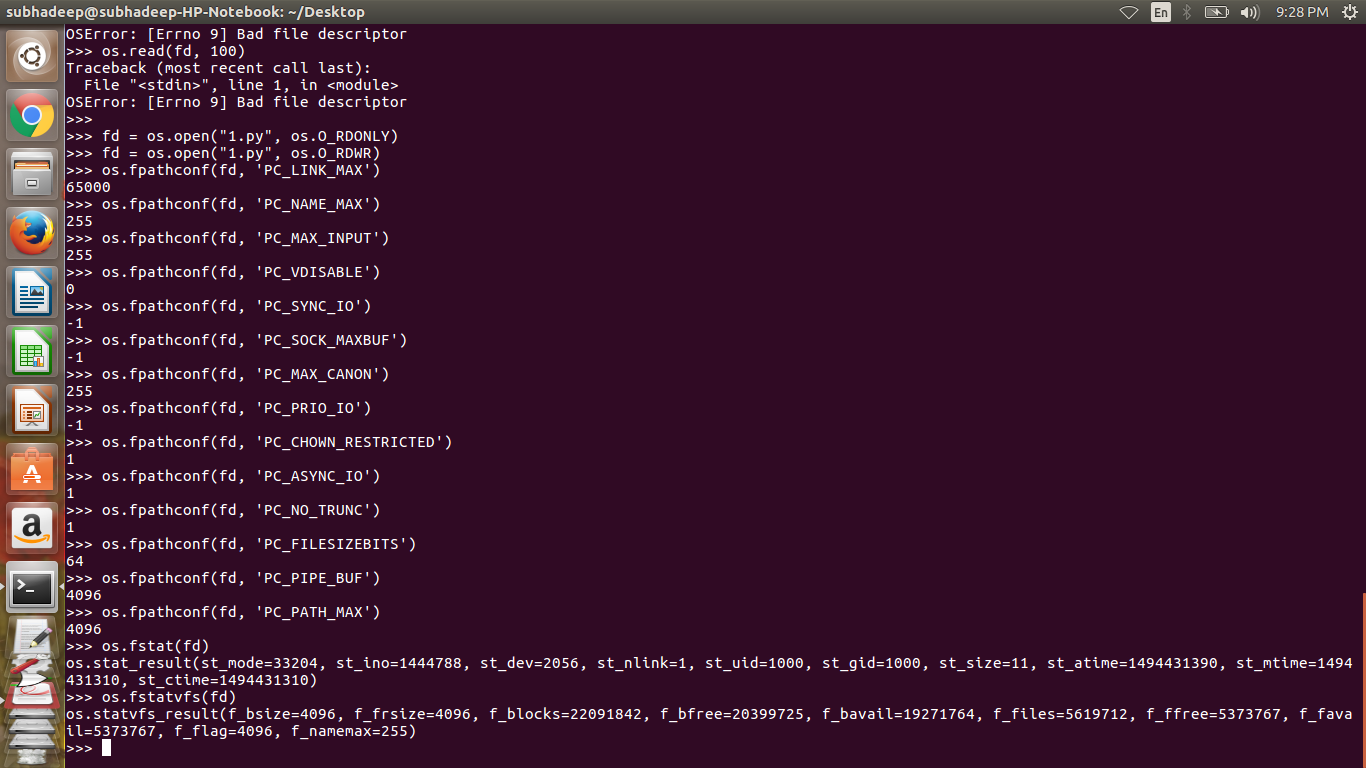 subhadeep@subhadeep-HP-Notebook: ~/Desktop
En
9:28 PM
OSError: [Errno 9] Bad file descriptor
>>> os.read(fd, 100)
Traceback (most recent call last):
  File "<stdin>", line 1, in <module>
OSError: [Errno 9] Bad file descriptor
>>>
>>> fd = os.open("1.py", os.O_RDONLY)
>>> fd = os.open("1.py", os.O_RDWR)
>>> os.fpathconf(fd, 'PC_LINK_MAX')
65000
>>> os.fpathconf(fd, 'PC_NAME_MAX')
255
>>> os.fpathconf(fd, 'PC_MAX_INPUT')
255
>>> os.fpathconf(fd, 'PC_VDISABLE')
0
>>> os.fpathconf(fd, 'PC_SYNC_IO')
-1
>>> os.fpathconf(fd, 'PC_SOCK_MAXBUF')
-1
>>> os.fpathconf(fd, 'PC_MAX_CANON')
255
>>> os.fpathconf(fd, 'PC_PRIO_IO')
-1
>>> os.fpathconf(fd, 'PC_CHOWN_RESTRICTED')
1
>>> os.fpathconf(fd, 'PC_ASYNC_IO')
1
>>> os.fpathconf(fd, 'PC_NO_TRUNC')
1
>>> os.fpathconf(fd, 'PC_FILESIZEBITS')
64
>>> os.fpathconf(fd, 'PC_PIPE_BUF')
4096
>>> os.fpathconf(fd, 'PC_PATH_MAX')
4096
>>> os.fstat(fd)
os.stat_result(st_mode=33204, st_ino=1444788, st_dev=2056, st_nlink=1, st_uid=1000, st_gid=1000, st_size=11, st_atime=1494431390, st_mtime=1494
431310, st_ctime=1494431310)
>>> os.fstatvfs(fd)
os.statvfs_result(f_bsize=4096, f_frsize=4096, f_blocks=22091842, f_bfree=20399725, f_bavail=19271764, f_files=5619712, f_ffree=5373767, f_fava
il=5373767, f_flag=4096, f_namemax=255)
>>>